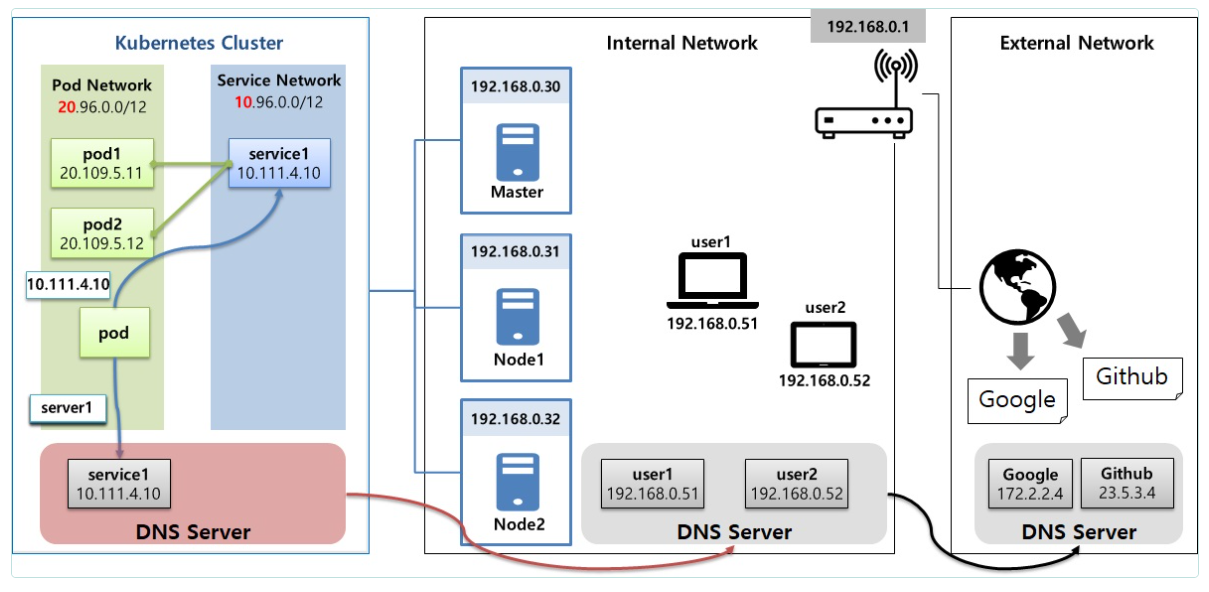 Kubernetes Cluster
Pod Network
20.96.0.0/12
Service Network
10.96.0.0/12
pod1
20.109.5.11
service1
10.111.4.10
pod2
20.109.5.12
10.111.4.10
pod
server1
service1
10.111.4.10
DNS Server
Internal Network
192.168.0.1
192.168.0.30
Master
192.168.0.31
Node1
192.168.0.32
Node2
user1
192.168.0.51
user2
192.168.0.52
user1
192.168.0.51
user2
192.168.0.52
DNS Server
External Network
Google
Github
Google
172.2.2.4
Github
23.5.3.4
DNS Server